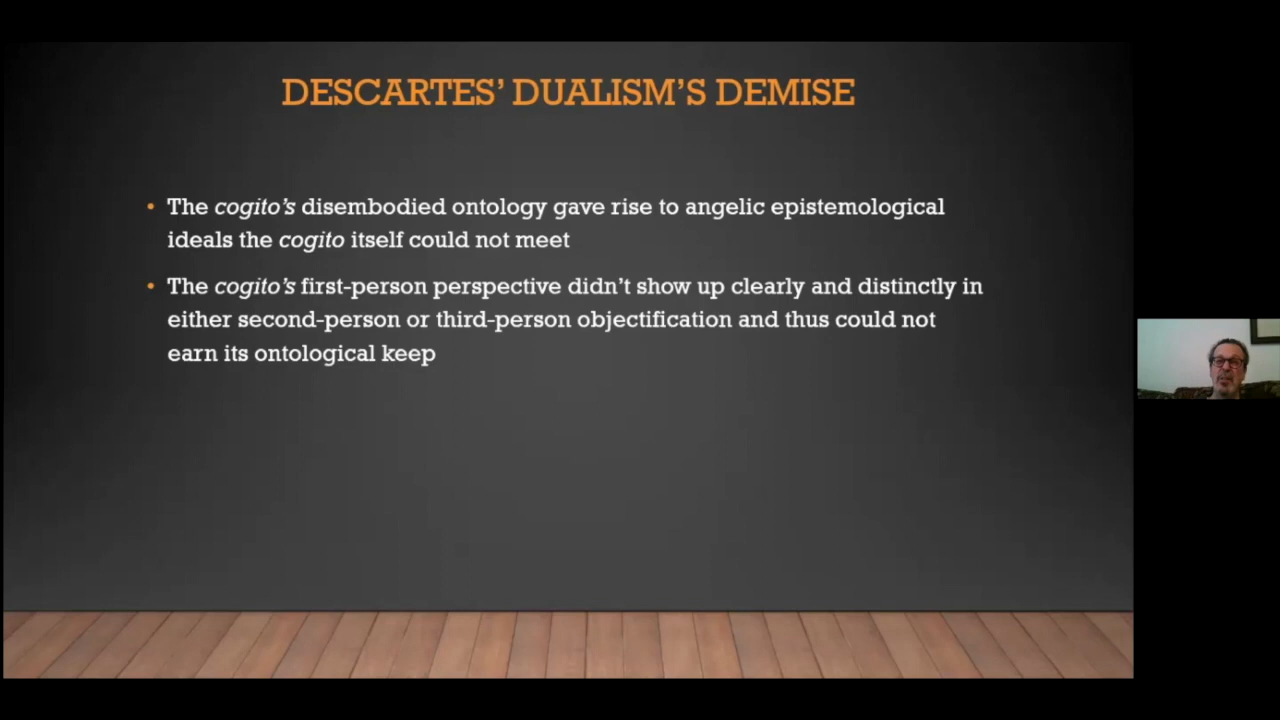 DESCARTES’ DUALISM’S DEMISE
• The cogito’s disembodied ontology gave rise to angelic epistemological
ideals the cogito itself could not meet
• The cogito’s first-person perspective didn’t show up clearly and distinctly in
either second-person or third-person objectification and thus could not
earn its ontological keep